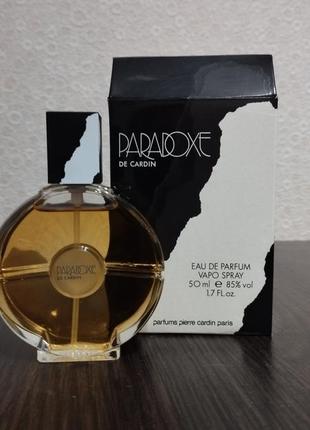 PARADOXE
DE CARDIN
EAU DE PARFUM
VAPO SPRAY
50 ml ℮ 85% vol
1.7 FL.oz.
parfums pierre cardin paris
PARADOXE
DE CARDIN